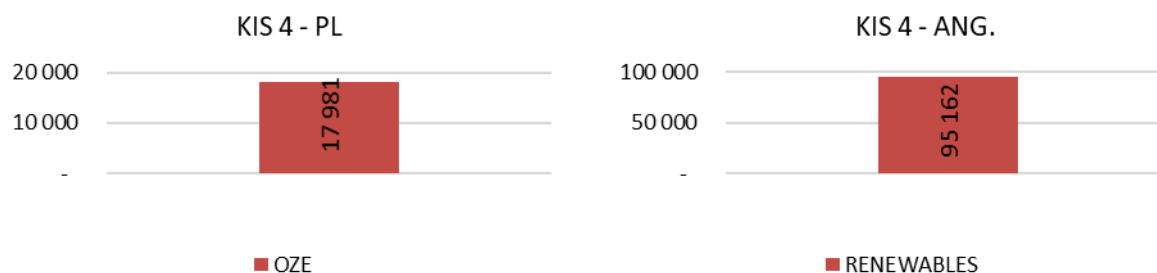 KIS 4 - PL
20 000
10 000
-
17 981
OZE
KIS 4 - ANG.
100 000
50 000
-
95 162
RENEWABLES